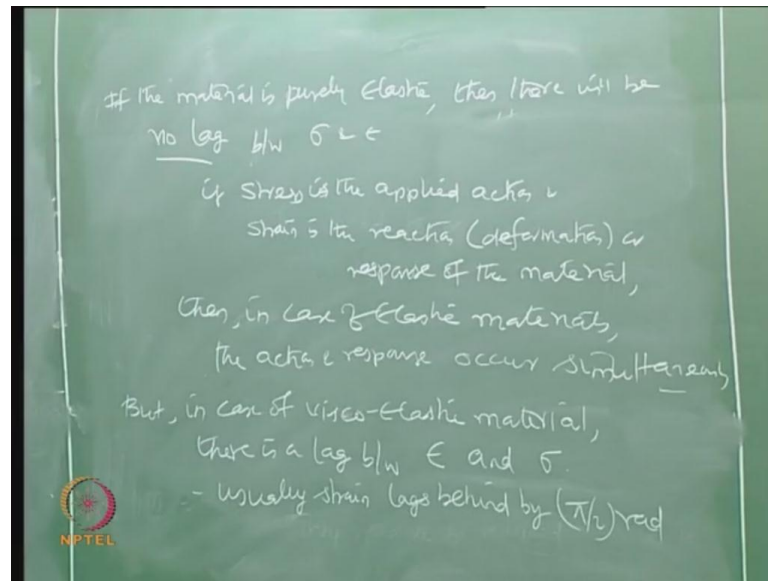 If the material is purely Elastic, then there will be
no lag b/w σ & ε
if stress is the applied action &
strain is the reaction (deformation) or
response of the material,
then, in case of Elastic materials,
the action & response occur simultaneously
But, in case of visco-Elastic material,
there is a lag b/w ε and σ.
- usually strain lags behind by (π/2) rad
NPTEL